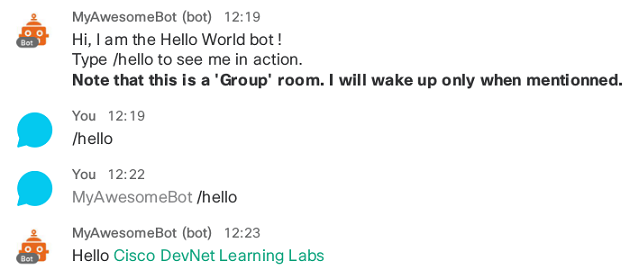 MyAwesomeBot (bot) 12:19
Hi, I am the Hello World bot !
Type /hello to see me in action.
Note that this is a 'Group' room. I will wake up only when mentionned.
Bot
You 12:19
/hello
You 12:22
MyAwesomeBot /hello
MyAwesomeBot (bot) 12:23
Hello Cisco DevNet Learning Labs
Bot